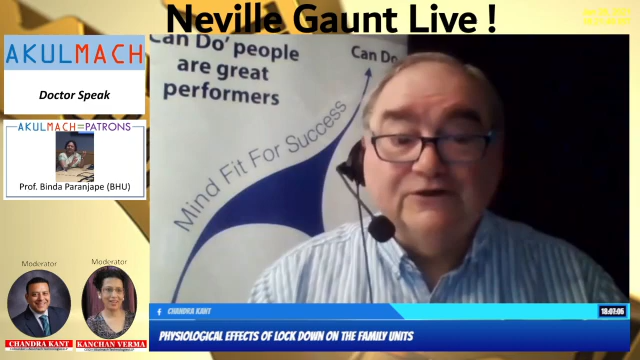 Neville Gaunt Live !
AKULMACH
Doctor Speak
AKULMACH=PATRONS
Prof. Binda Paranjape (BHU)
Moderator
CHANDRA KANT
Moderator
KANCHAN VERMA
Can Do' people
are great
performers
Can Do
Mind Fit For Success
CHANDRA KANT
18:07:05
PHYSIOLOGICAL EFFECTS OF LOCK DOWN ON THE FAMILY UNITS